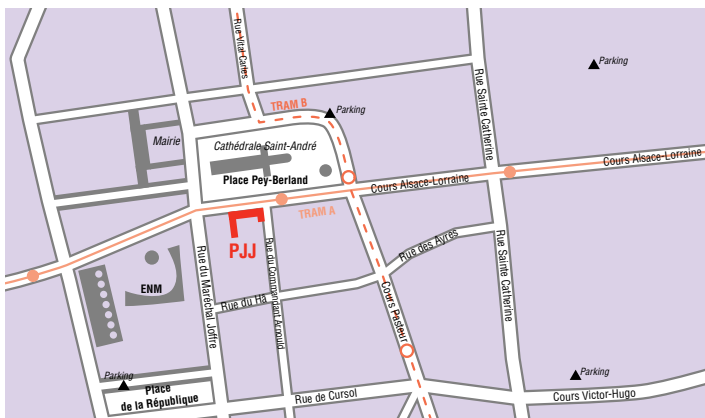 Rue Vital Carles
Parking
TRAM B
Parking
Rue Sainte Catherine
Mairie
Cathédrale Saint-André
Place Pey-Berland
Cours Alsace-Lorraine
Cours Alsace-Lorraine
TRAM A
PJJ
Rue des Ayres
ENM
Rue du Hâ
Rue du Maréchal Joffre
Rue du Commandant Arnould
Cours Pasteur
Rue Sainte Catherine
Parking
Parking
Place
de la République
Rue de Cursol
Cours Victor-Hugo